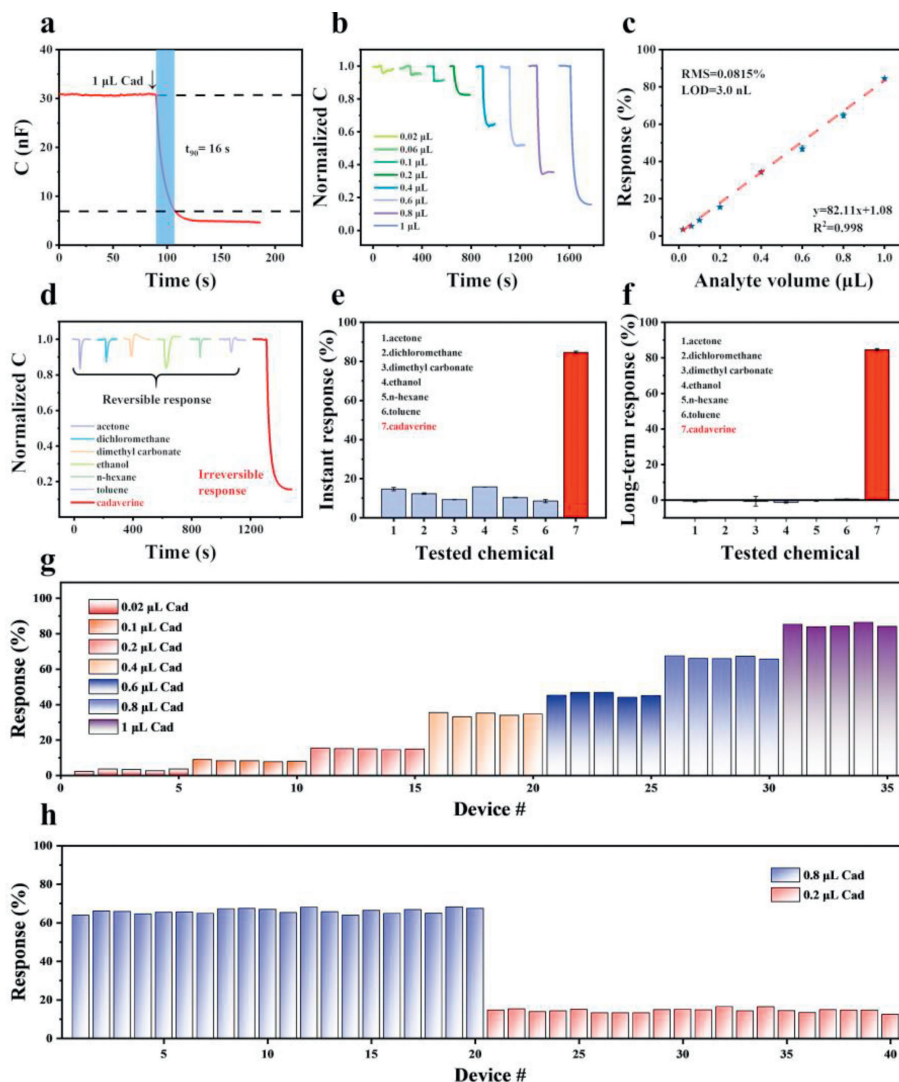 a
C (nF)
40
30
20
10
0
1 μL Cad
t90= 16 s
0 50 100 150 200
Time (s)
b
Normalized C
1.0
0.8
0.6
0.4
0.2
0.0
0.02 μL
0.06 μL
0.1 μL
0.2 μL
0.4 μL
0.6 μL
0.8 μL
1 μL
0 400 800 1200 1600
Time (s)
c
Response (%)
100
80
60
40
20
0
RMS=0.0815%
LOD=3.0 nL
y=82.11x+1.08
R2=0.998
0.0 0.2 0.4 0.6 0.8 1.0
Analyte volume (μL)
d
Normalized C
1.0
0.8
0.6
0.4
0.2
Reversible response
acetone
dichloromethane
dimethyl carbonate
ethanol
n-hexane
toluene
cadaverine
Irreversible
response
0 400 800 1200
Time (s)
e
Instant response (%)
100
80
60
40
20
0
1.acetone
2.dichloromethane
3.dimethyl carbonate
4.ethanol
5.n-hexane
6.toluene
7.cadaverine
1 2 3 4 5 6 7
Tested chemical
f
Long-term response (%)
100
80
60
40
20
0
1.acetone
2.dichloromethane
3.dimethyl carbonate
4.ethanol
5.n-hexane
6.toluene
7.cadaverine
1 2 3 4 5 6 7
Tested chemical
g
Response (%)
100
80
60
40
20
0
0.02 μL Cad
0.1 μL Cad
0.2 μL Cad
0.4 μL Cad
0.6 μL Cad
0.8 μL Cad
1 μL Cad
0 5 10 15 20 25 30 35
Device #
h
Response (%)
100
80
60
40
20
0
0.8 μL Cad
0.2 μL Cad
5 10 15 20 25 30 35 40
Device #